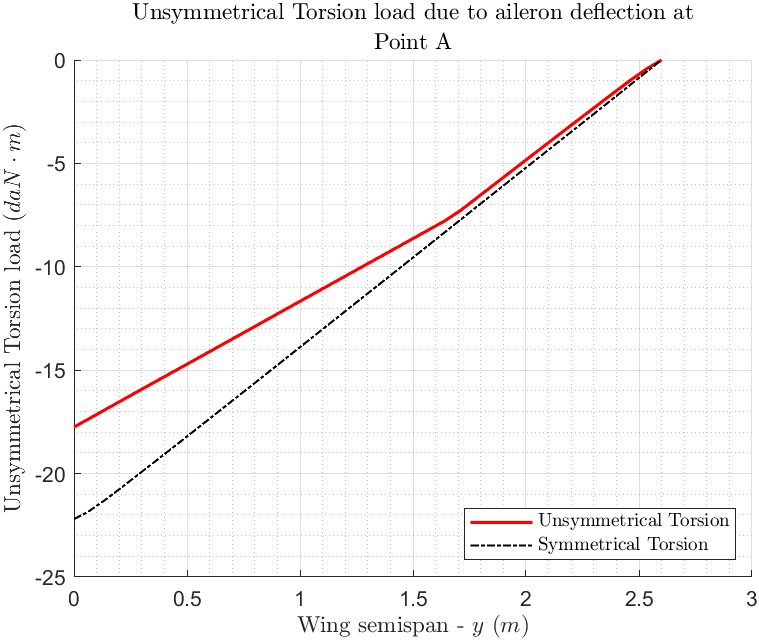 Unsymmetrical Torsion load due to aileron deflection at
Point A
Unsymmetrical Torsion load (daN · m)
0
-5
-10
-15
-20
-25
0
0.5
1
1.5
2
2.5
3
Wing semispan - y (m)
Unsymmetrical Torsion
Symmetrical Torsion